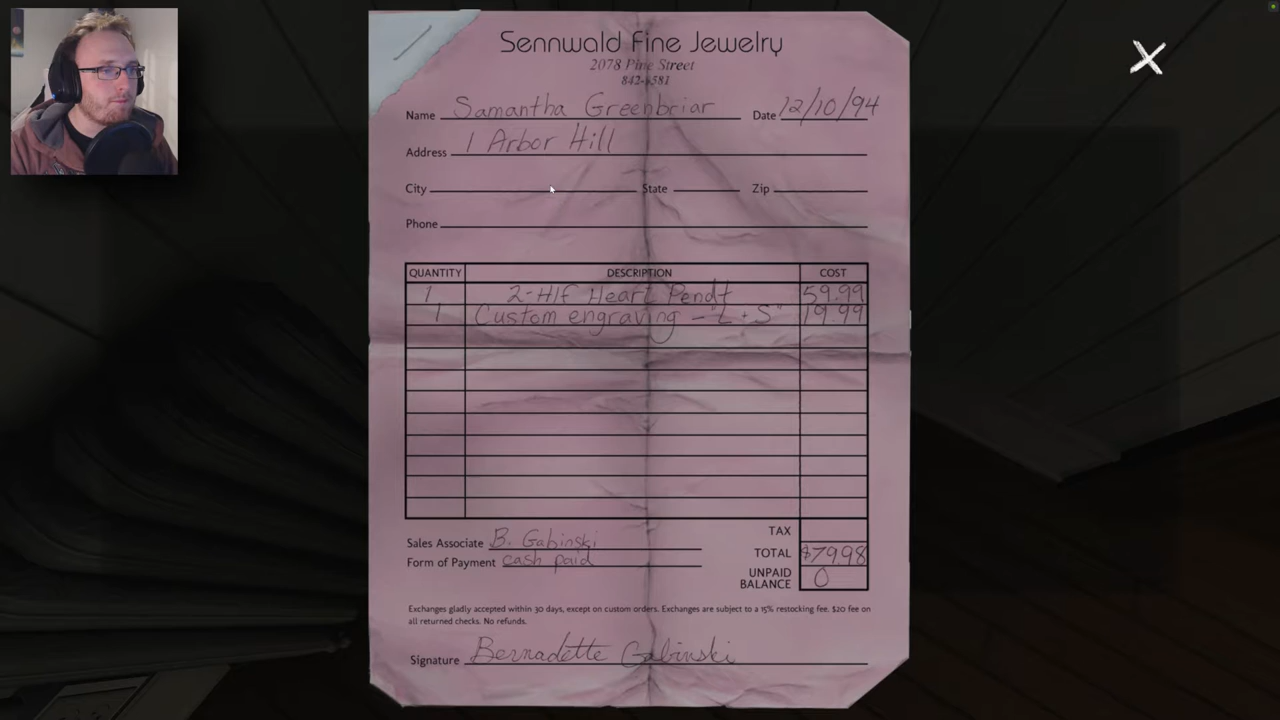 Sennwald Fine Jewelry
2078 Pine Street
842-5581
Name Samantha Greenbriar Date 12/10/94
Address 1 Arbor Hill
City State Zip
Phone
QUANTITY DESCRIPTION COST
1 2-Hlf Heart Pendt 59.99
1 Custom engraving - "L + S" 19.99
TAX
Sales Associate B. Gabinski
TOTAL $79.98
Form of Payment cash paid
UNPAID BALANCE 0
Exchanges gladly accepted within 30 days, except on custom orders. Exchanges are subject to a 15% restocking fee. $20 fee on
all returned checks. No refunds.
Signature Bernadette Gabinski